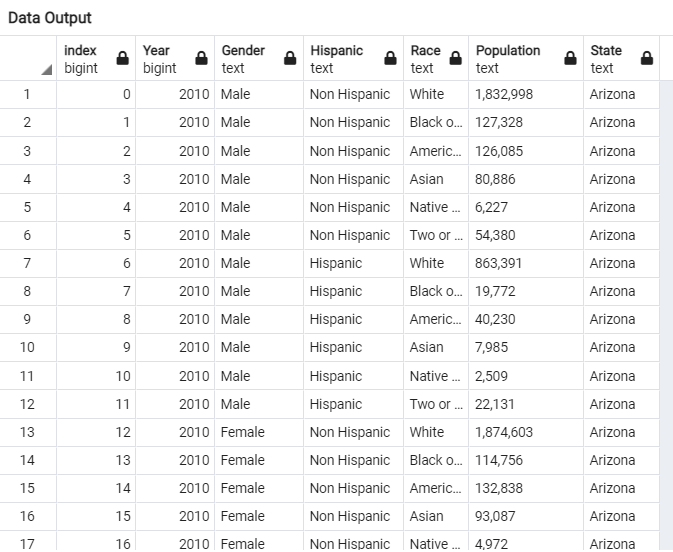 Data Output
index Year Gender Hispanic Race Population State
bigint bigint text text text text text
1 0 2010 Male Non Hispanic White 1,832,998 Arizona
2 1 2010 Male Non Hispanic Black o... 127,328 Arizona
3 2 2010 Male Non Hispanic Americ... 126,085 Arizona
4 3 2010 Male Non Hispanic Asian 80,886 Arizona
5 4 2010 Male Non Hispanic Native ... 6,227 Arizona
6 5 2010 Male Non Hispanic Two or ... 54,380 Arizona
7 6 2010 Male Hispanic White 863,391 Arizona
8 7 2010 Male Hispanic Black o... 19,772 Arizona
9 8 2010 Male Hispanic Americ... 40,230 Arizona
10 9 2010 Male Hispanic Asian 7,985 Arizona
11 10 2010 Male Hispanic Native ... 2,509 Arizona
12 11 2010 Male Hispanic Two or ... 22,131 Arizona
13 12 2010 Female Non Hispanic White 1,874,603 Arizona
14 13 2010 Female Non Hispanic Black o... 114,756 Arizona
15 14 2010 Female Non Hispanic Americ... 132,838 Arizona
16 15 2010 Female Non Hispanic Asian 93,087 Arizona
17 16 2010 Female Non Hispanic Native ... 4,972 Arizona